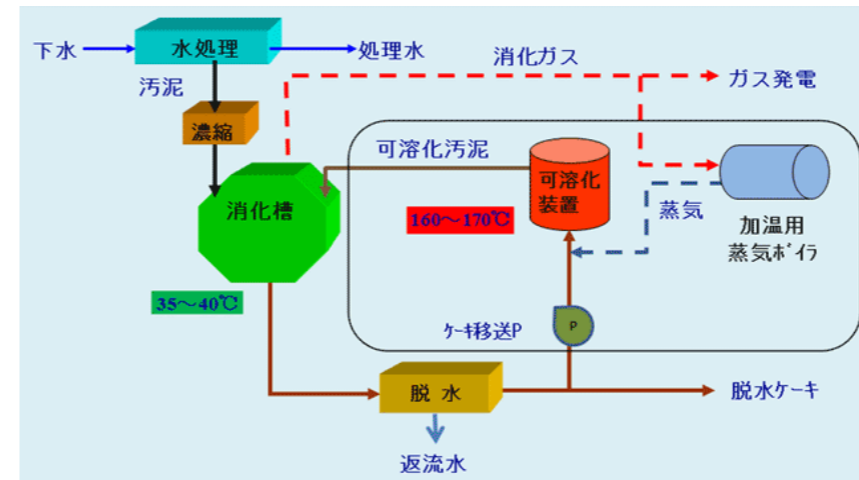 下水
水処理
処理水
消化ガス
ガス発電
汚泥
濃縮
可溶化汚泥
可溶化
装置
消化槽
160～170℃
蒸気
加温用
蒸気ﾎﾞｲﾗ
35～40℃
ｹｰｷ移送P
P
脱 水
脱水ケーキ
返流水